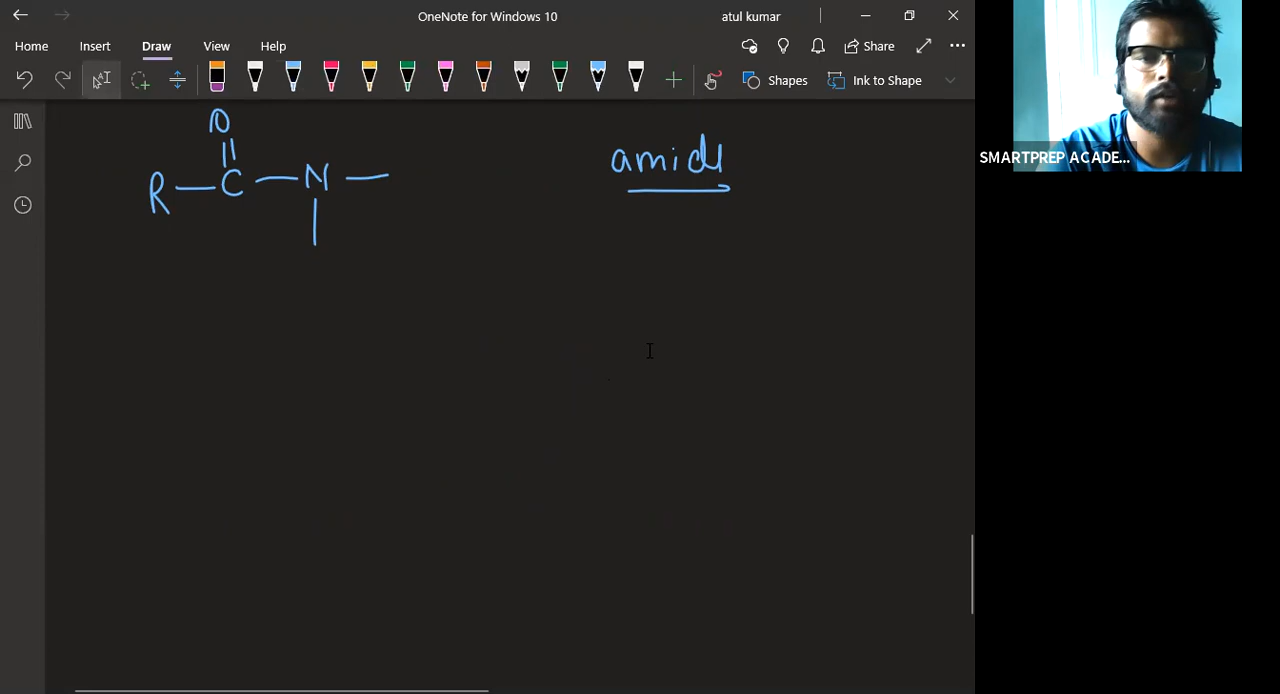 OneNote for Windows 10
atul kumar
Home Insert Draw View Help
Share
Shapes
Ink to Shape
O
R — C — N —
amide
SMARTPREP ACADE...